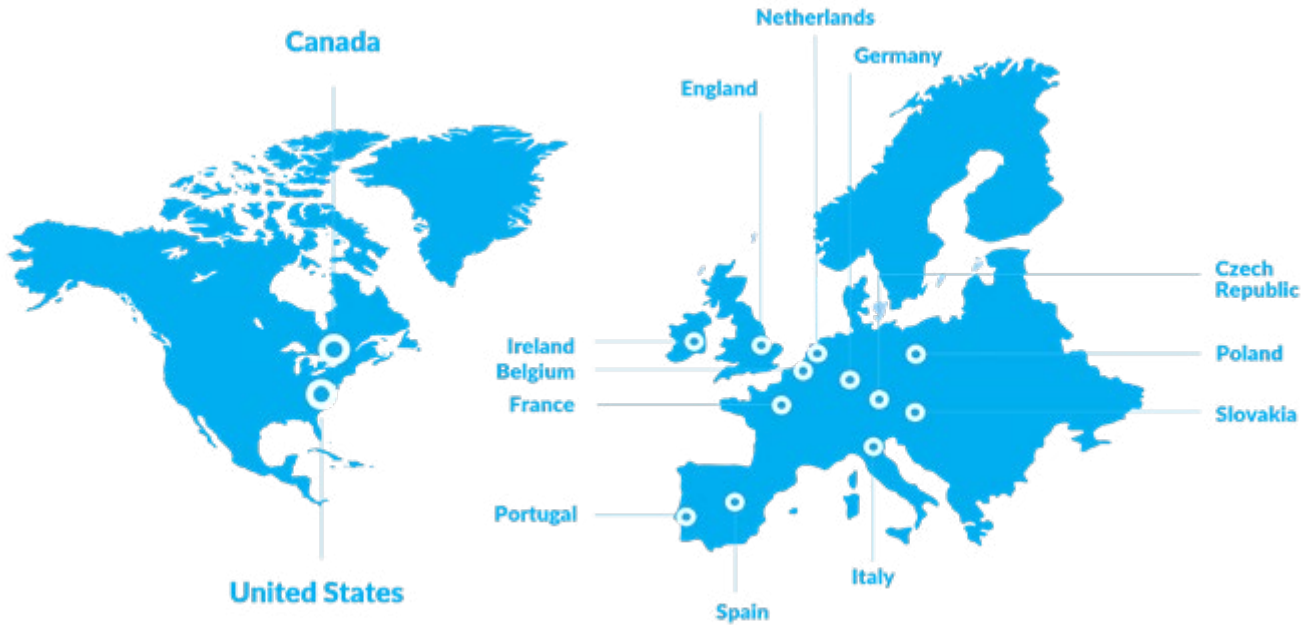 Netherlands
Canada
Germany
England
Czech
Republic
Ireland
Poland
Belgium
France
Slovakia
Portugal
Italy
United States
Spain